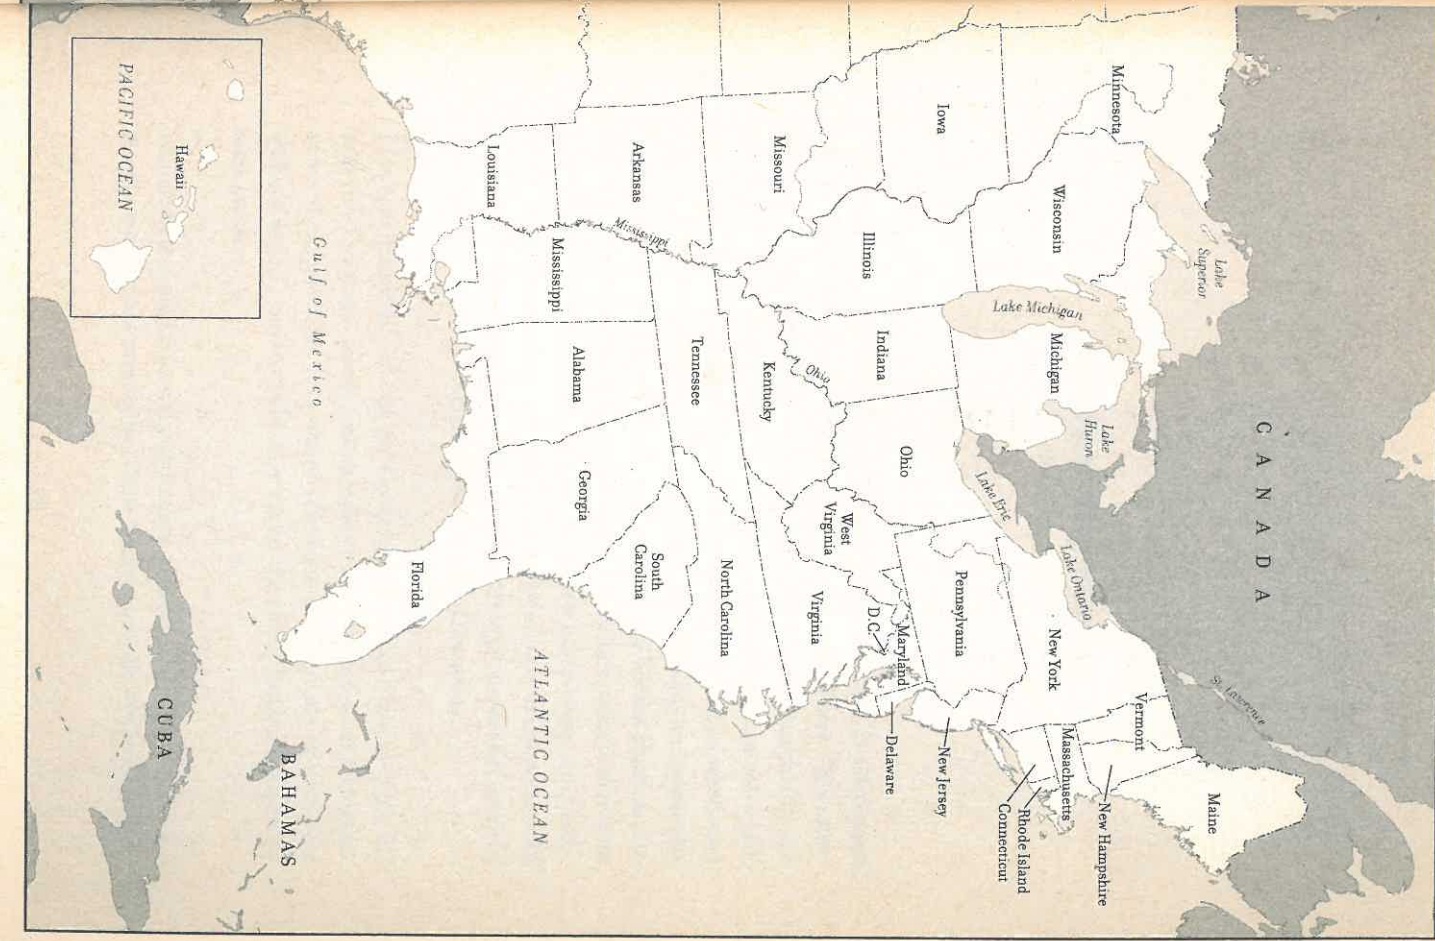 CANADA
Minnesota
Lake
Superior
St. Lawrence
Maine
Wisconsin
Lake Michigan
Michigan
Lake
Huron
Lake Ontario
New York
Vermont
New Hampshire
Massachusetts
Rhode Island
Connecticut
Iowa
Lake Erie
Pennsylvania
New Jersey
Illinois
Indiana
Ohio
Maryland
Delaware
D.C.
West
Virginia
Virginia
Missouri
Ohio
Kentucky
Arkansas
Mississippi
Tennessee
North Carolina
South
Carolina
Louisiana
Mississippi
Alabama
Georgia
ATLANTIC OCEAN
Florida
Gulf of Mexico
BAHAMAS
CUBA
Hawaii
PACIFIC OCEAN